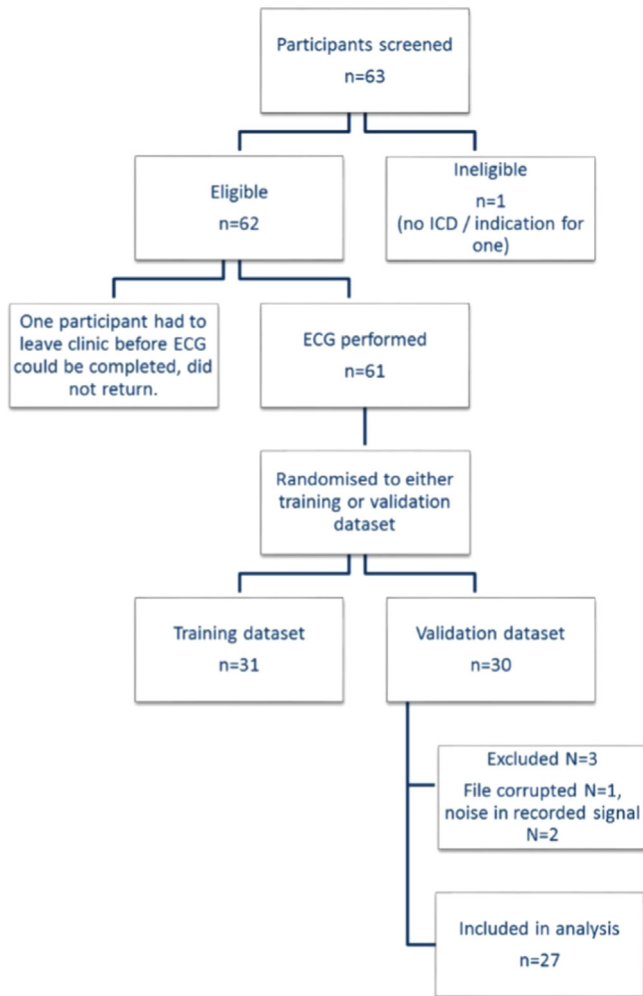 Participants screened
n=63
Eligible
n=62
Ineligible
n=1
(no ICD / indication for
one)
One participant had to
leave clinic before ECG
could be completed, did
not return.
ECG performed
n=61
Randomised to either
training or validation
dataset
Training dataset
n=31
Validation dataset
n=30
Excluded N=3
File corrupted N=1,
noise in recorded signal
N=2
Included in analysis
n=27